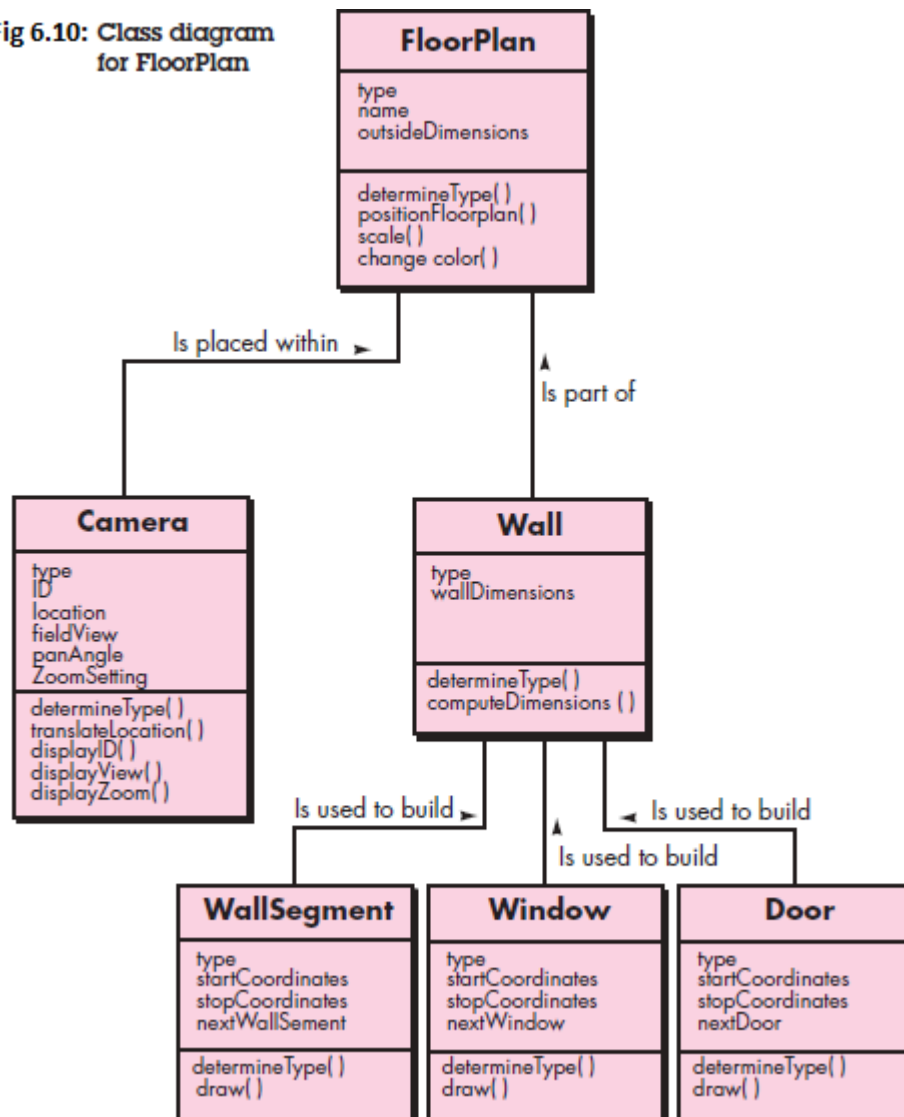 ig 6.10: Class diagram
for FloorPlan
FloorPlan
type
name
outsideDimensions
determineType( )
positionFloorplan( )
scale( )
change color( )
Is placed within
Is part of
Camera
type
ID
location
fieldView
panAngle
ZoomSetting
determineType( )
translateLocation( )
displayID( )
displayView( )
displayZoom( )
Wall
type
wallDimensions
determineType( )
computeDimensions ( )
Is used to build
Is used to build
Is used to build
WallSegment
type
startCoordinates
stopCoordinates
nextWallSement
determineType( )
draw( )
Window
type
startCoordinates
stopCoordinates
nextWindow
determineType( )
draw( )
Door
type
startCoordinates
stopCoordinates
nextDoor
determineType( )
draw( )